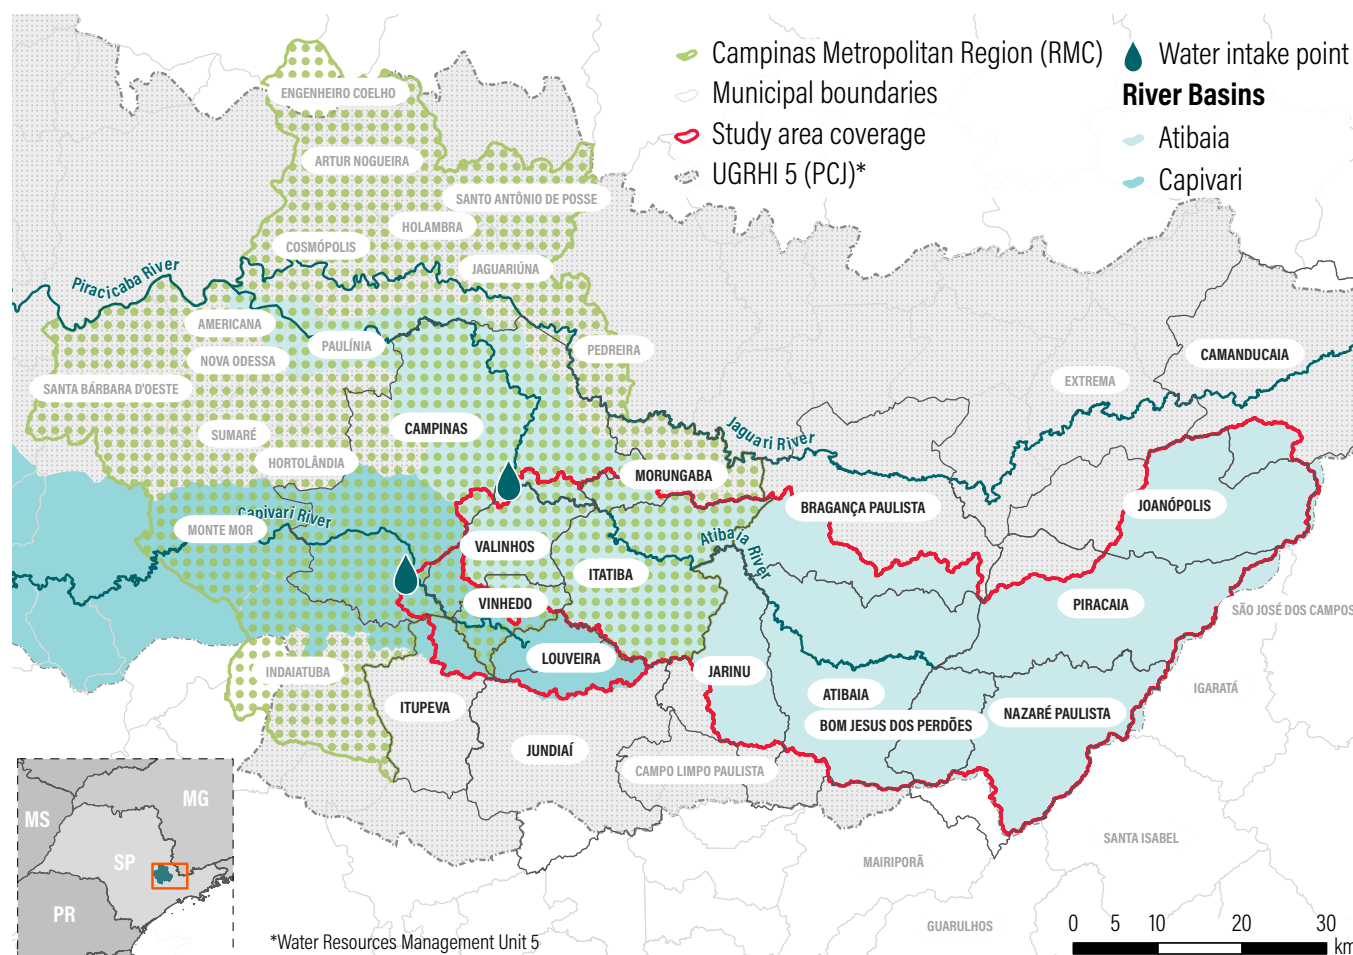 Campinas Metropolitan Region (RMC)
Municipal boundaries
Study area coverage
UGRHI 5 (PCJ)*
Water intake point
River Basins
Atibaia
Capivari
ENGENHEIRO COELHO
ARTUR NOGUEIRA
SANTO ANTÔNIO DE POSSE
HOLAMBRA
COSMÓPOLIS
JAGUARIÚNA
Piracicaba River
AMERICANA
PAULÍNIA
NOVA ODESSA
PEDREIRA
SANTA BÁRBARA D'OESTE
CAMANDUCAIA
EXTREMA
CAMPINAS
SUMARÉ
HORTOLÂNDIA
Jaguari River
MORUNGABA
BRAGANÇA PAULISTA
JOANÓPOLIS
MONTE MOR
Capivari River
VALINHOS
Atibaia River
ITATIBA
VINHEDO
PIRACAIA
SÃO JOSÉ DOS CAMPOS
LOUVEIRA
INDAIATUBA
JARINU
ATIBAIA
IGARATÁ
ITUPEVA
BOM JESUS DOS PERDÕES
NAZARÉ PAULISTA
JUNDIAÍ
CAMPO LIMPO PAULISTA
MS
MG
SP
PR
SANTA ISABEL
MAIRIPORÃ
GUARULHOS
*Water Resources Management Unit 5
0 5 10 20 30
km